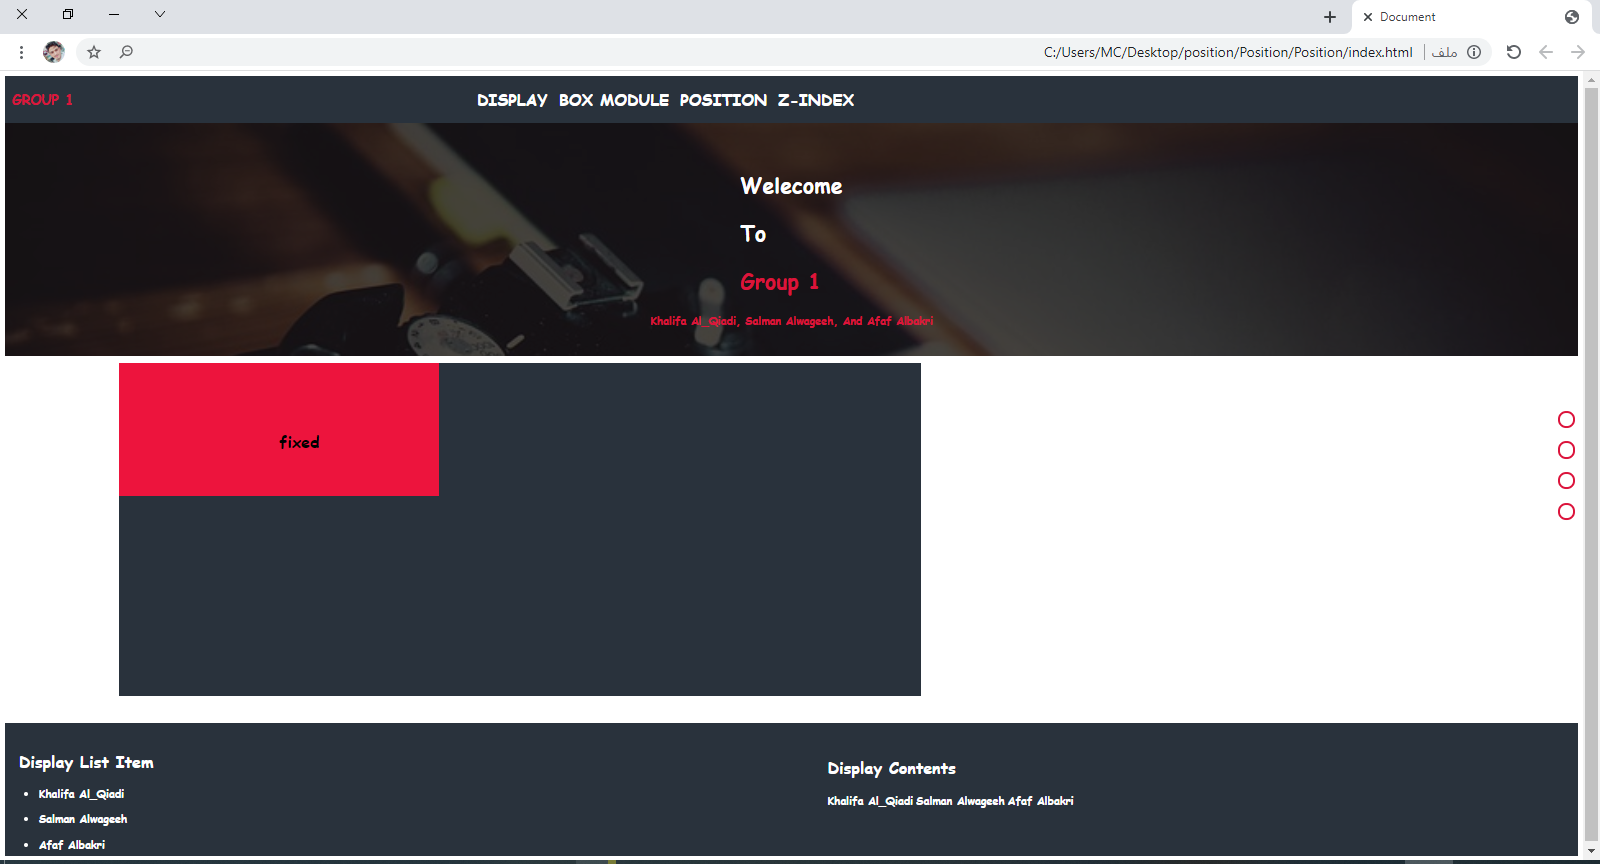 Document
C:/Users/MC/Desktop/position/Position/Position/index.html ملف
GROUP 1
DISPLAY BOX MODULE POSITION Z-INDEX
Welecome
To
Group 1
Khalifa Al_Qiadi, Salman Alwageeh, And Afaf Albakri
fixed
Display List Item
• Khalifa Al_Qiadi
• Salman Alwageeh
• Afaf Albakri
Display Contents
Khalifa Al_Qiadi Salman Alwageeh Afaf Albakri